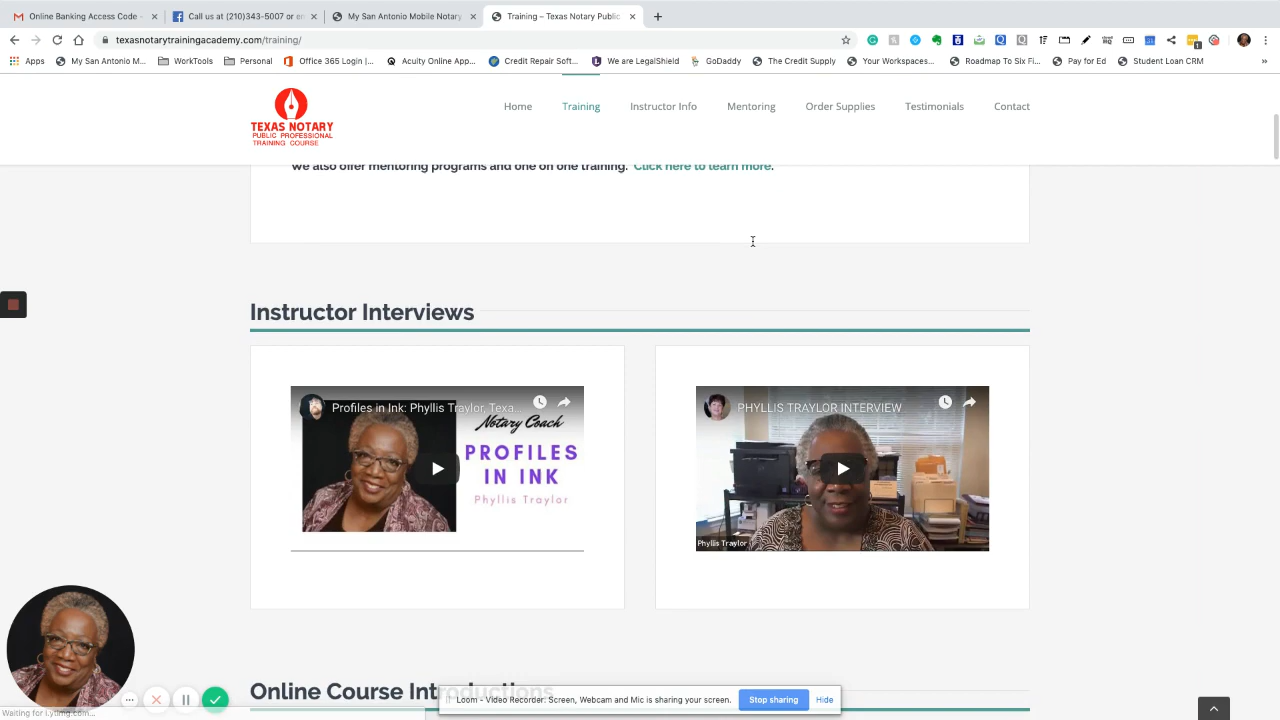 Online Banking Access Code -
Call us at (210)343-5007 or en
My San Antonio Mobile Notary
Training – Texas Notary Public
texasnotarytrainingacademy.com/training/
Apps
My San Antonio M...
WorkTools
Personal
Office 365 Login |...
Acuity Online App...
Credit Repair Soft...
We are LegalShield
GoDaddy
The Credit Supply
Your Workspaces...
Roadmap To Six Fi...
Pay for Ed
Student Loan CRM
TEXAS NOTARY
PUBLIC PROFESSIONAL
TRAINING COURSE
Home
Training
Instructor Info
Mentoring
Order Supplies
Testimonials
Contact
We also offer mentoring programs and one on one training. Click here to learn more.
Instructor Interviews
Profiles in Ink: Phyllis Traylor, Texa...
Notary Coach
PROFILES
IN INK
Phyllis Traylor
PHYLLIS TRAYLOR INTERVIEW
Phyllis Traylor
Online Course Introductions
Loom - Video Recorder: Screen, Webcam and Mic is sharing your screen.
Stop sharing
Hide
Waiting for i.ytimg.com...